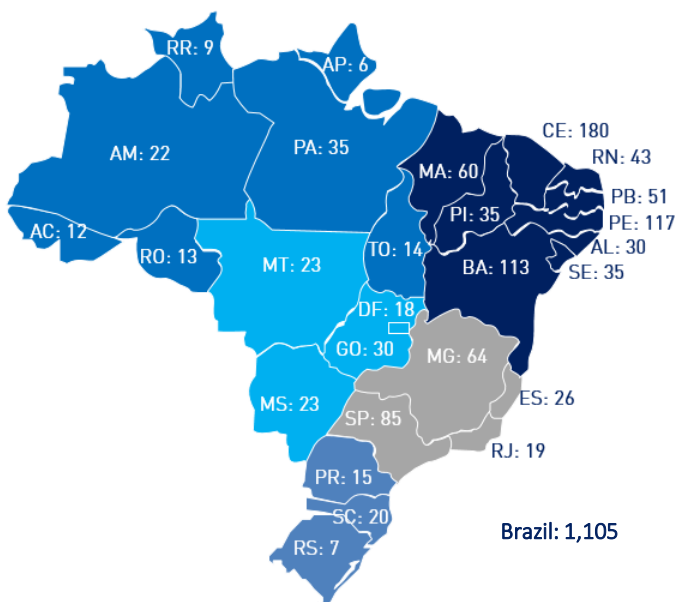 RR: 9
AP: 6
CE: 180
AM: 22
PA: 35
RN: 43
MA: 60
PB: 51
PI: 35
PE: 117
AC: 12
AL: 30
RO: 13
MT: 23
TO: 14
BA: 113
SE: 35
DF: 18
GO: 30
MG: 64
ES: 26
MS: 23
SP: 85
RJ: 19
PR: 15
SC: 20
Brazil: 1,105
RS: 7